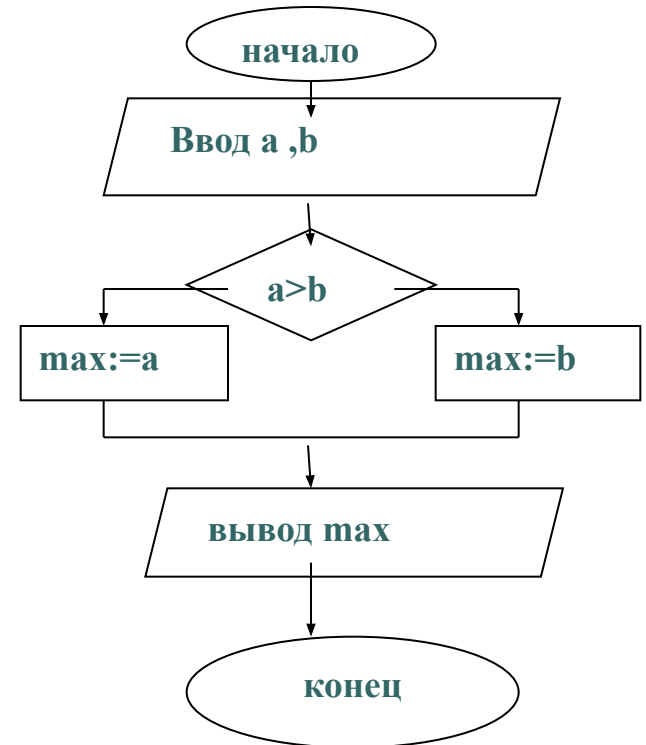 начало
Ввод a ,b
a>b
max:=a
max:=b
вывод max
конец